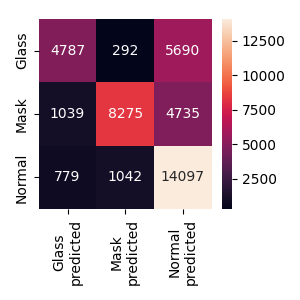 Glass
4787 292 5690
Mask
1039 8275 4735
Normal
779 1042 14097
Glass
predicted
Mask
predicted
Normal
predicted
12500
10000
7500
5000
2500